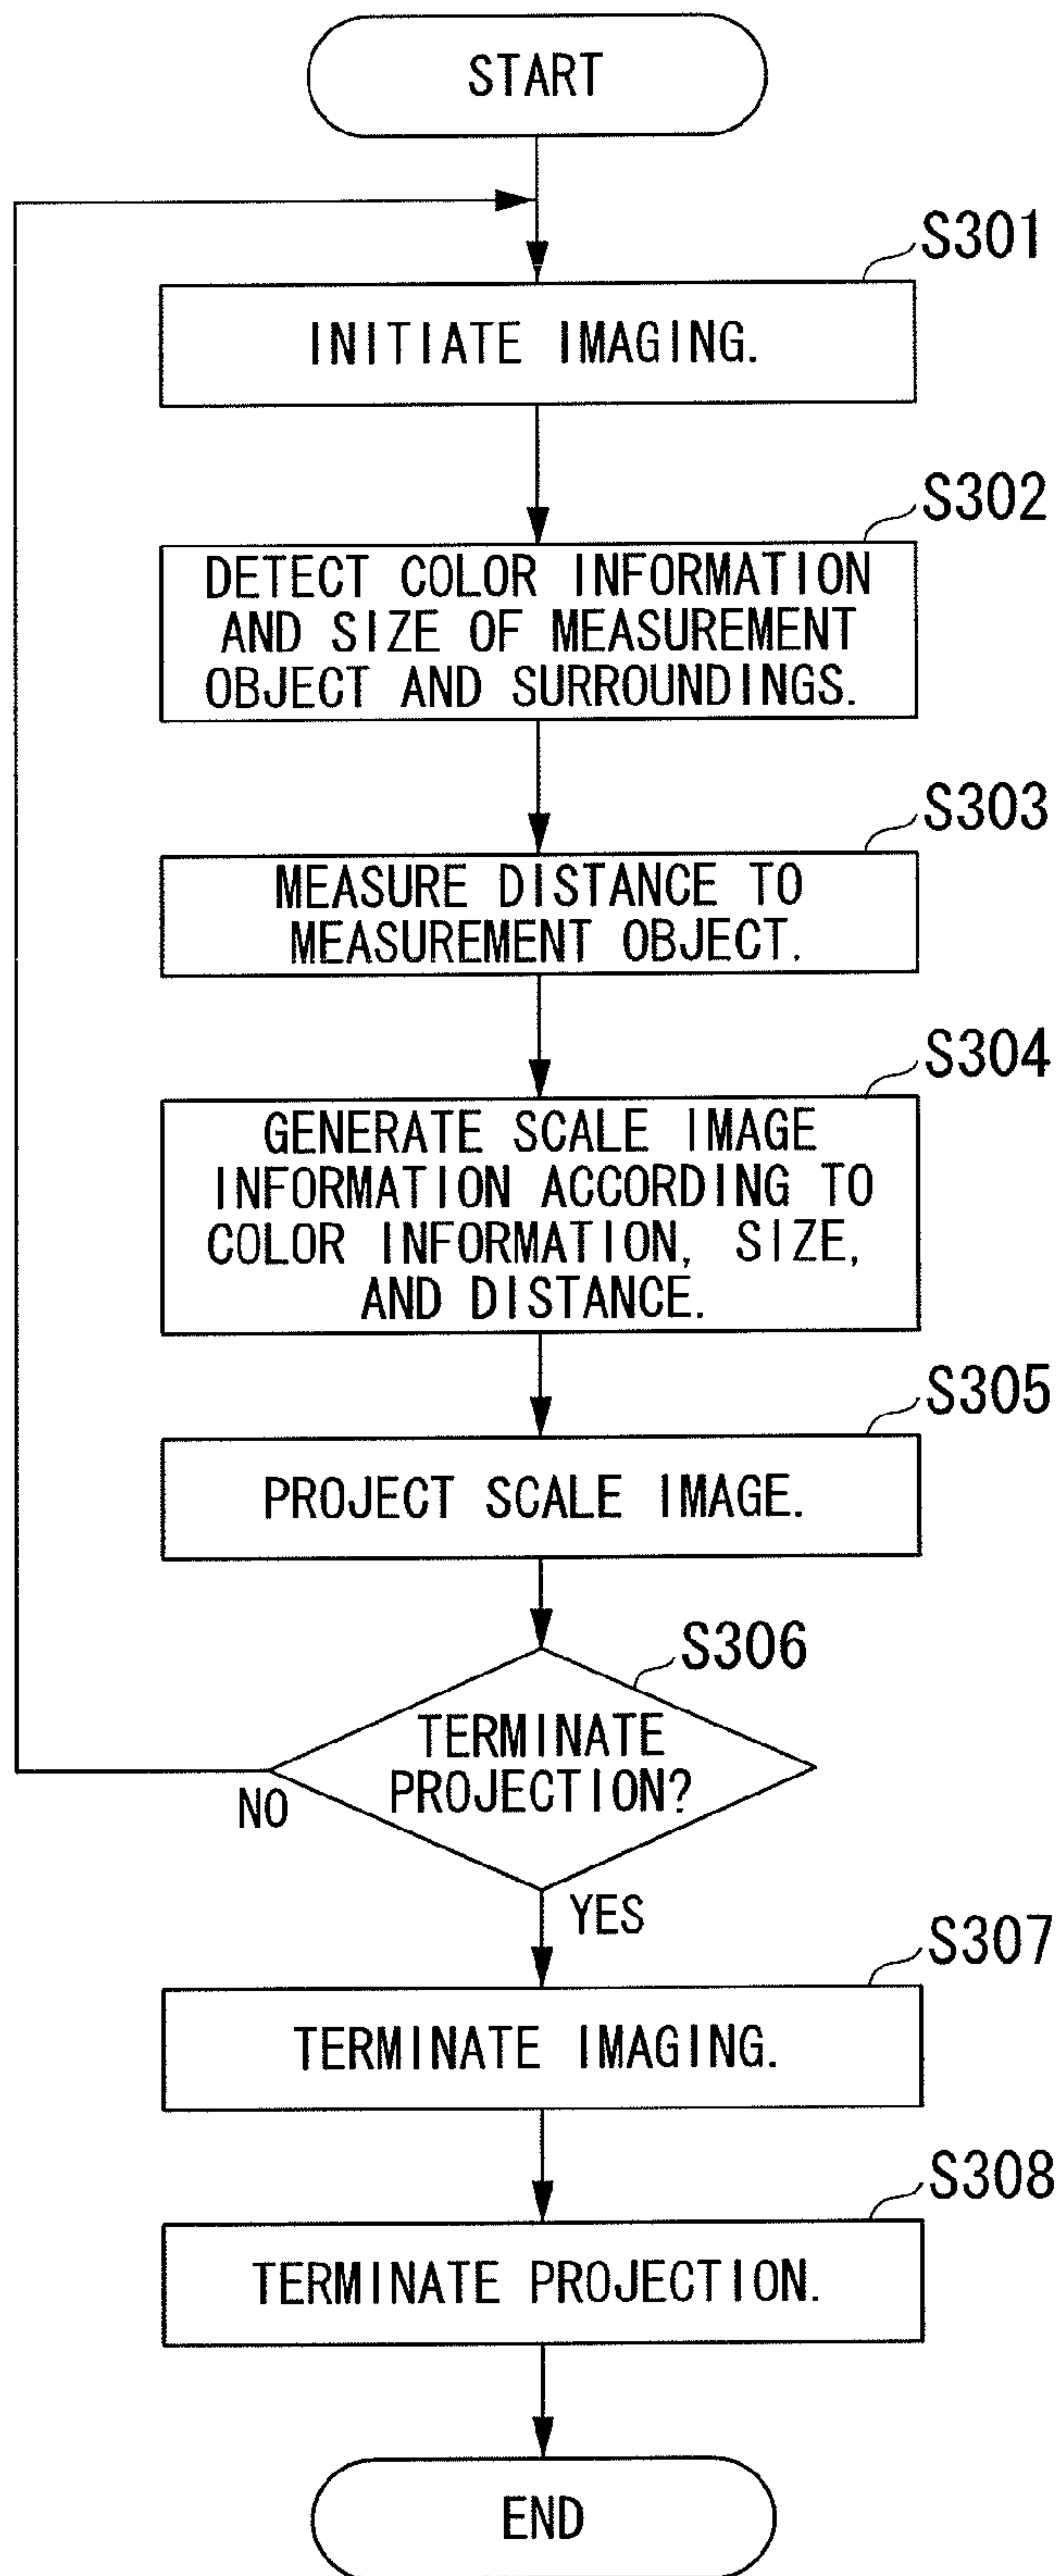 START
S301
INITIATE IMAGING.
S302
DETECT COLOR INFORMATION
AND SIZE OF MEASUREMENT
OBJECT AND SURROUNDINGS.
S303
MEASURE DISTANCE TO
MEASUREMENT OBJECT.
S304
GENERATE SCALE IMAGE
INFORMATION ACCORDING TO
COLOR INFORMATION, SIZE,
AND DISTANCE.
S305
PROJECT SCALE IMAGE.
S306
TERMINATE
PROJECTION?
NO
YES
S307
TERMINATE IMAGING.
S308
TERMINATE PROJECTION.
END